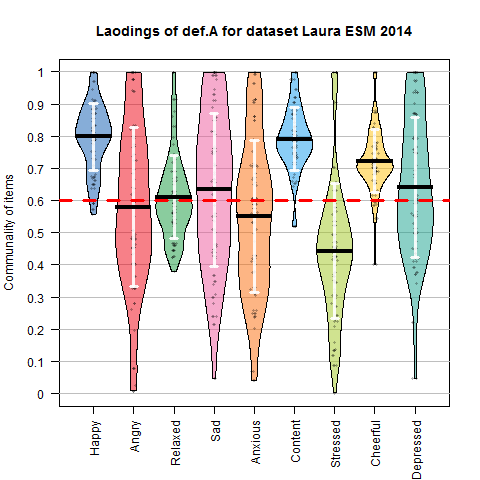 Laodings of def.A for dataset Laura ESM 2014
Communality of items
1
0.9
0.8
0.7
0.6
0.5
0.4
0.3
0.2
0.1
0
Happy
Angry
Relaxed
Sad
Anxious
Content
Stressed
Cheerful
Depressed